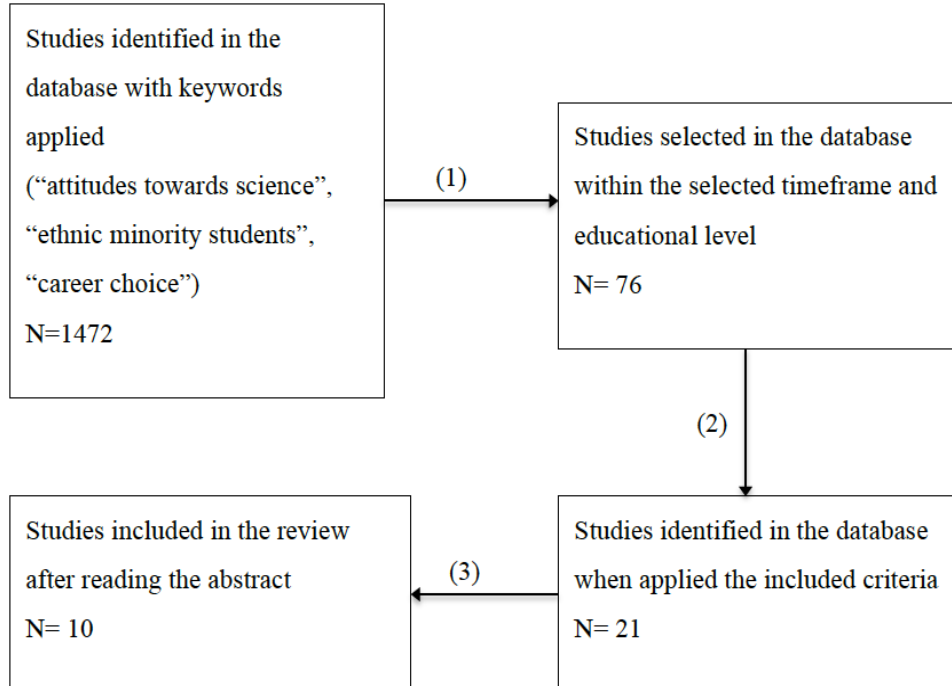 Studies identified in the
database with keywords
applied
(“attitudes towards science”,
“ethnic minority students”,
“career choice”)
N=1472
(1)
Studies selected in the database
within the selected timeframe and
educational level
N= 76
(2)
Studies identified in the database
when applied the included criteria
N= 21
(3)
Studies included in the review
after reading the abstract
N= 10